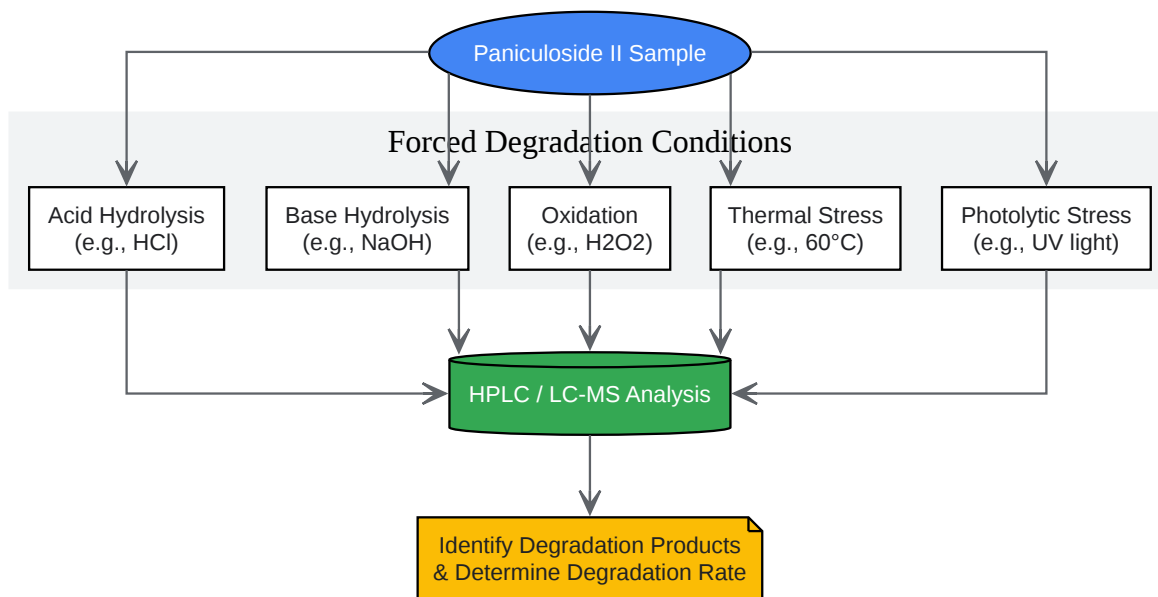 Paniculoside II Sample
Forced Degradation Conditions
Acid Hydrolysis
(e.g., HCl)
Base Hydrolysis
(e.g., NaOH)
Oxidation
(e.g., H2O2)
Thermal Stress
(e.g., 60°C)
Photolytic Stress
(e.g., UV light)
HPLC / LC-MS Analysis
Identify Degradation Products
& Determine Degradation Rate